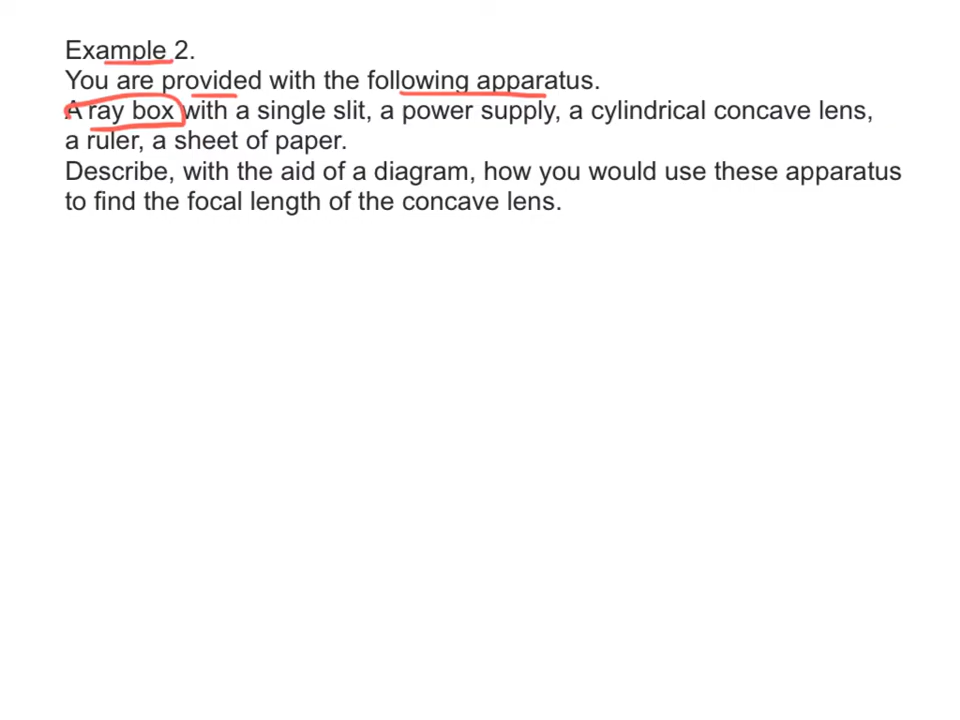 Example 2.
You are provided with the following apparatus.
A ray box with a single slit, a power supply, a cylindrical concave lens,
a ruler, a sheet of paper.
Describe, with the aid of a diagram, how you would use these apparatus
to find the focal length of the concave lens.